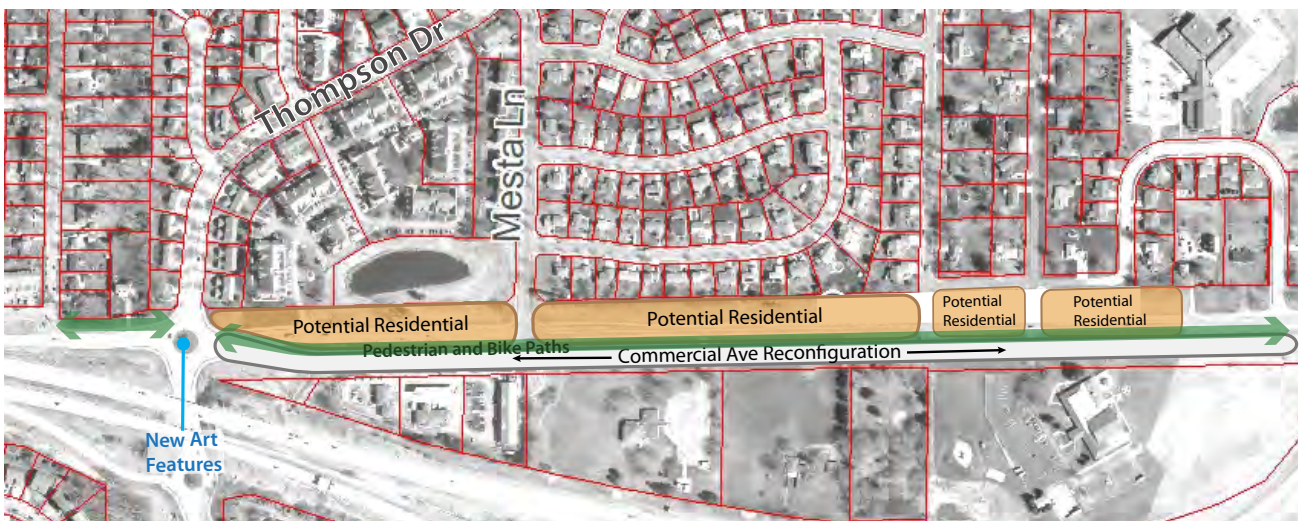 Thompson Dr
Mesta Ln
Potential Residential
Potential Residential
Potential
Residential
Potential
Residential
Pedestrian and Bike Paths
Commercial Ave Reconfiguration
New Art
Features